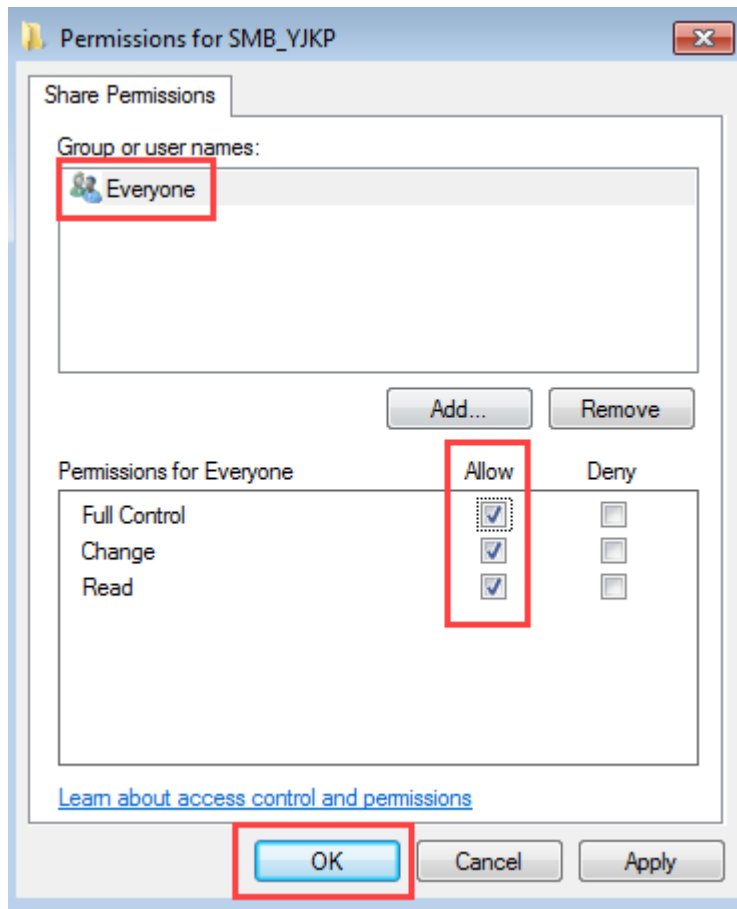 Permissions for SMB_YJKP
Share Permissions
Group or user names:
Everyone
Add... Remove
Permissions for Everyone Allow Deny
Full Control
Change
Read
Learn about access control and permissions
OK Cancel Apply